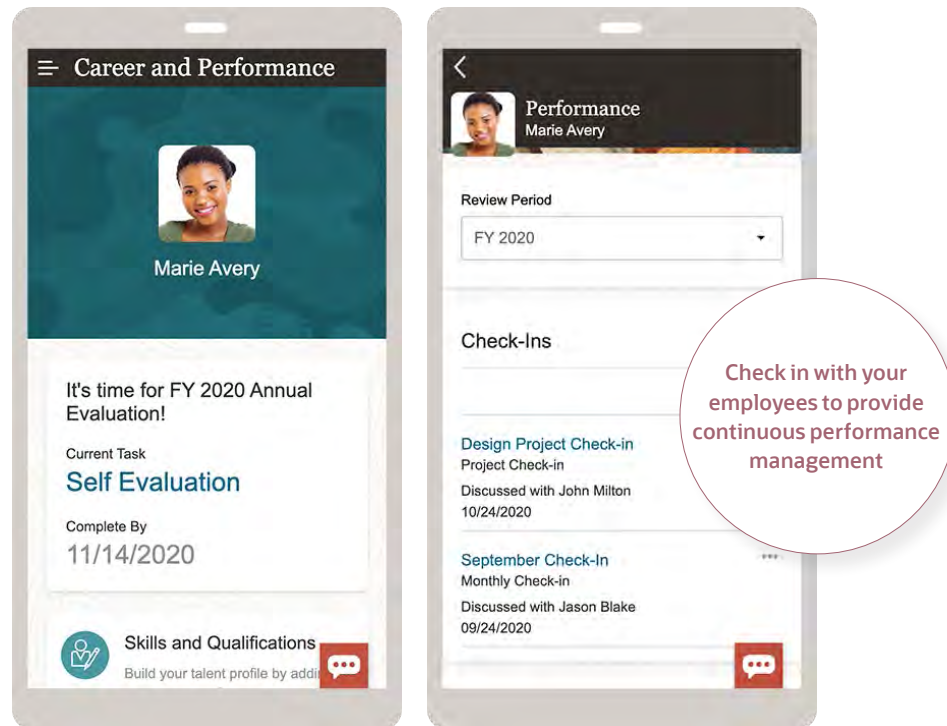 Career and Performance
Marie Avery
It's time for FY 2020 Annual
Evaluation!
Current Task
Self Evaluation
Complete By
11/14/2020
Skills and Qualifications
Build your talent profile by
Performance
Marie Avery
Review Period
FY 2020
Check-Ins
Design Project Check-in
Project Check-in
Discussed with John Milton
10/24/2020
September Check-In
Monthly Check-in
Discussed with Jason Blake
09/24/2020
Check in with your
employees to provide
continuous performance
management